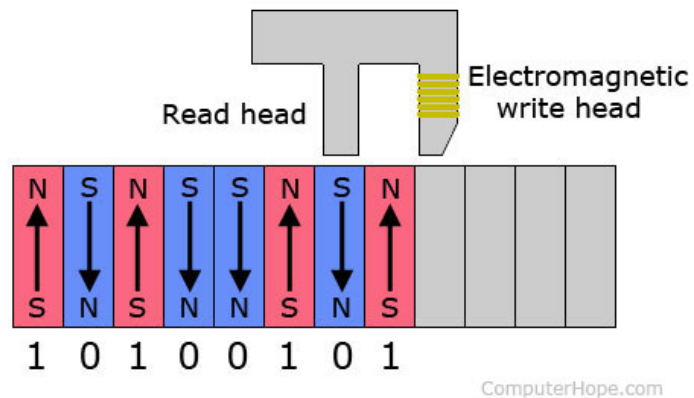 Electromagnetic
write head
Read head
N S N S S N S N
S N S N N S N S
1 0 1 0 0 1 0 1
ComputerHope.com